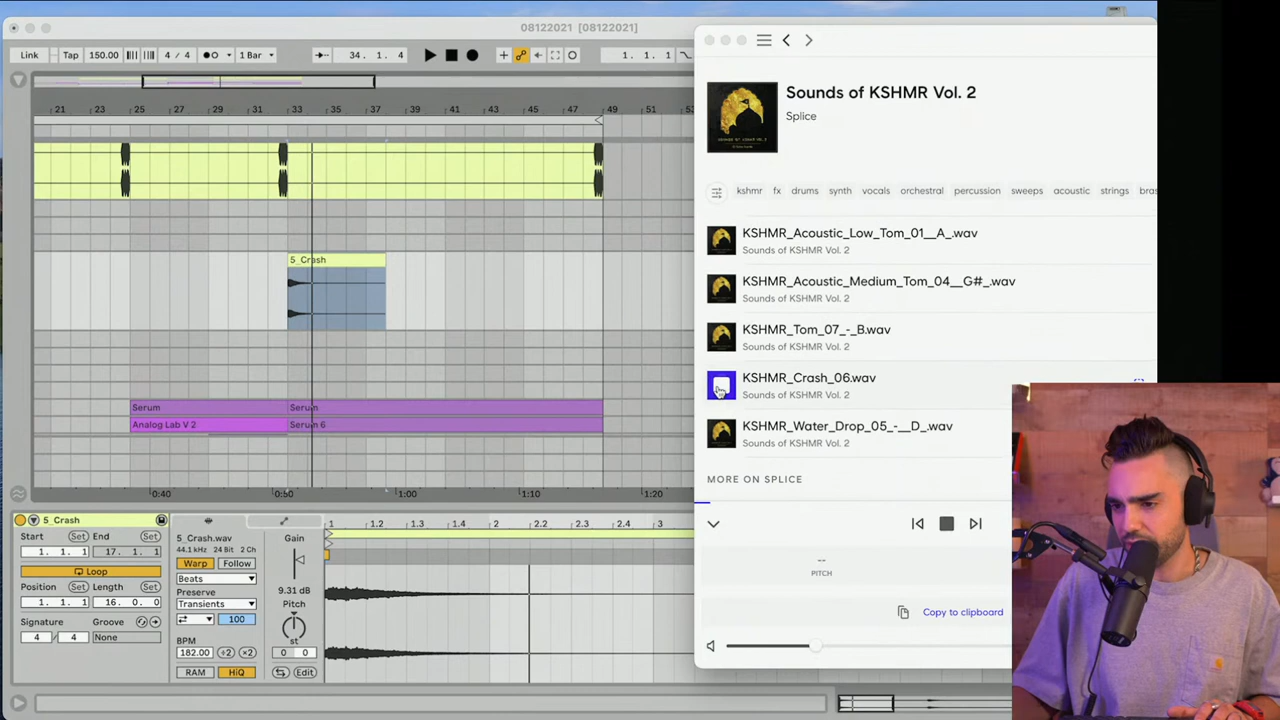 08122021 [08122021]
Link
Tap
150.00
4 / 4
1 Bar
34. 1. 4
1. 1. 1
21 23 25 27 29 31 33 35 37 39 41 43 45 47 49 51 53
5_Crash
Serum
Serum
Analog Lab V 2
Serum 6
0:40 0:50 1:00 1:10 1:20
5_Crash
Start Set End Set
1. 1. 1 17. 1. 1
Loop
Position Set Length Set
1. 1. 1 16. 0. 0
Signature Groove
4 / 4 None
5_Crash.wav
44.1 kHz 24 Bit 2 Ch
Warp Follow
Beats
Preserve
Transients
100
BPM
182.00 ÷2 ×2
RAM HiQ
Gain
9.31 dB
Pitch
st
0 0
Edit
1 1.2 1.3 1.4 2 2.2 2.3 2.4 3
Sounds of KSHMR Vol. 2
Splice
kshmr fx drums synth vocals orchestral percussion sweeps acoustic strings bras
KSHMR_Acoustic_Low_Tom_01__A_.wav
Sounds of KSHMR Vol. 2
KSHMR_Acoustic_Medium_Tom_04__G#_.wav
Sounds of KSHMR Vol. 2
KSHMR_Tom_07_-_B.wav
Sounds of KSHMR Vol. 2
KSHMR_Crash_06.wav
Sounds of KSHMR Vol. 2
KSHMR_Water_Drop_05_-__D_.wav
Sounds of KSHMR Vol. 2
MORE ON SPLICE
--
PITCH
Copy to clipboard